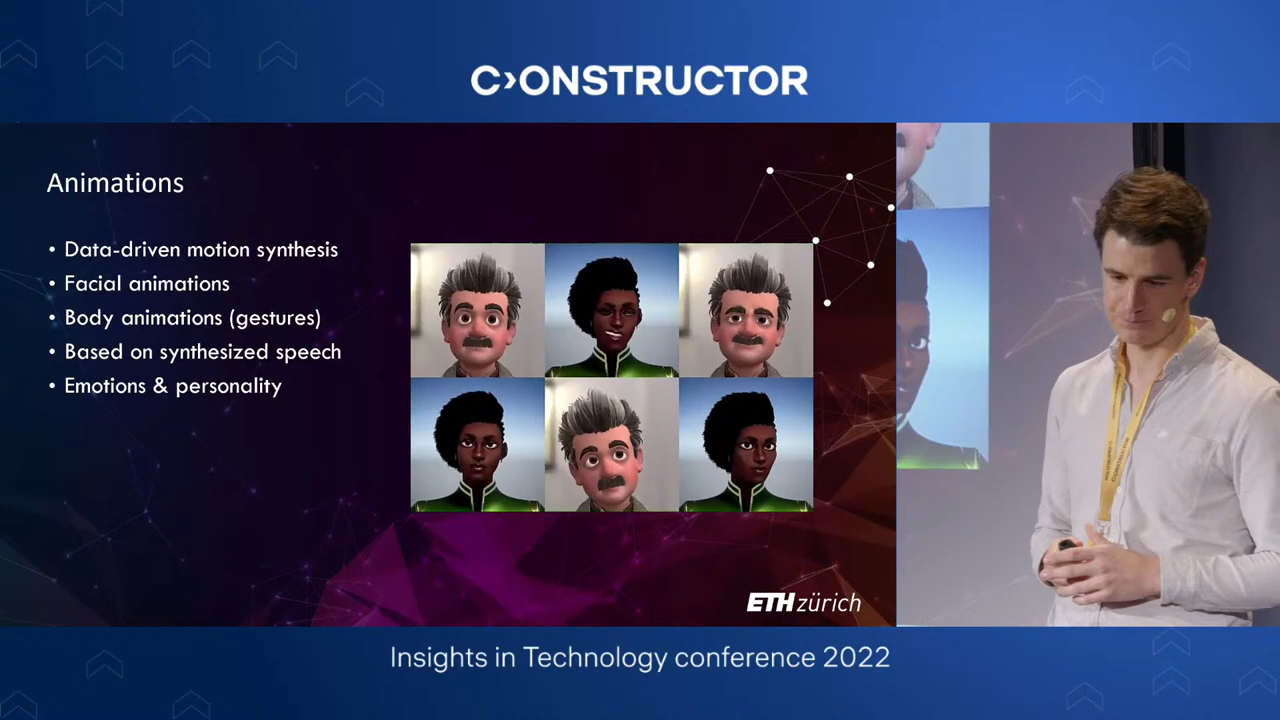 C›ONSTRUCTOR
Animations
• Data-driven motion synthesis
• Facial animations
• Body animations (gestures)
• Based on synthesized speech
• Emotions & personality
ETH zürich
Insights in Technology conference 2022